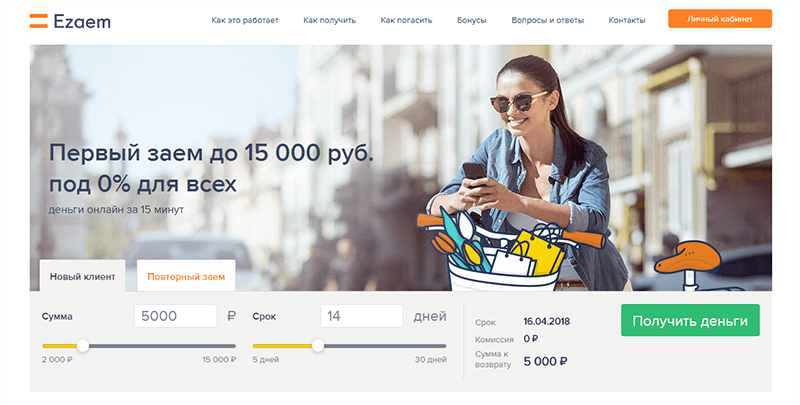 Ezaem
Как это работает
Как получить
Как погасить
Бонусы
Вопросы и ответы
Контакты
Личный кабинет
Первый заем до 15 000 руб.
под 0% для всех
деньги онлайн за 15 минут
Новый клиент
Повторный заем
Сумма
5000 ₽
2 000 ₽
15 000 ₽
Срок
14 дней
5 дней
30 дней
Срок 16.04.2018
Комиссия 0 ₽
Сумма к
возврату 5 000 ₽
Получить деньги